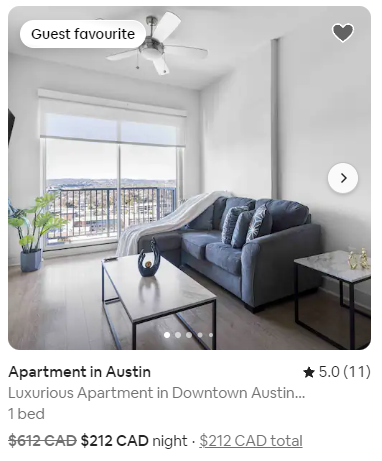 Guest favourite
Apartment in Austin
★ 5.0 (11)
Luxurious Apartment in Downtown Austin...
1 bed
$612 CAD $212 CAD night · $212 CAD total